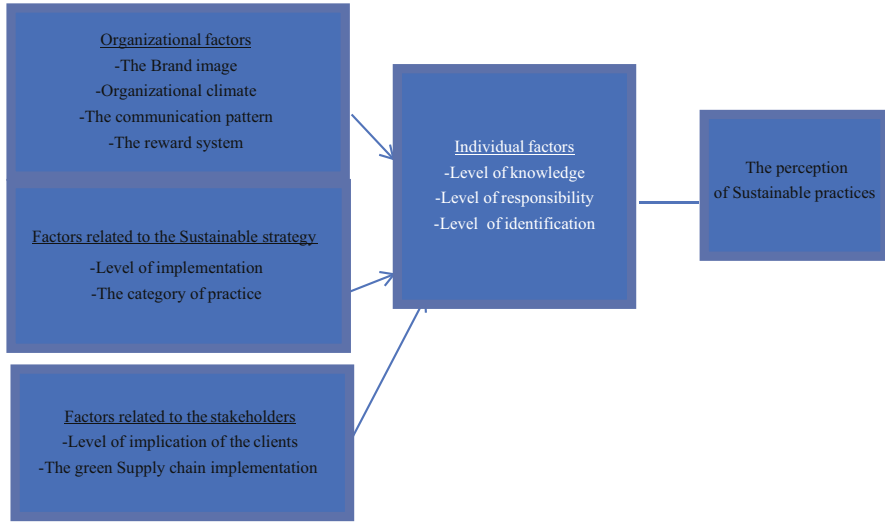 Organizational factors
-The Brand image
-Organizational climate
-The communication pattern
-The reward system
Factors related to the Sustainable strategy
-Level of implementation
-The category of practice
Factors related to the stakeholders
-Level of implication of the clients
-The green Supply chain implementation
Individual factors
-Level of knowledge
-Level of responsibility
-Level of identification
The perception
of Sustainable practices